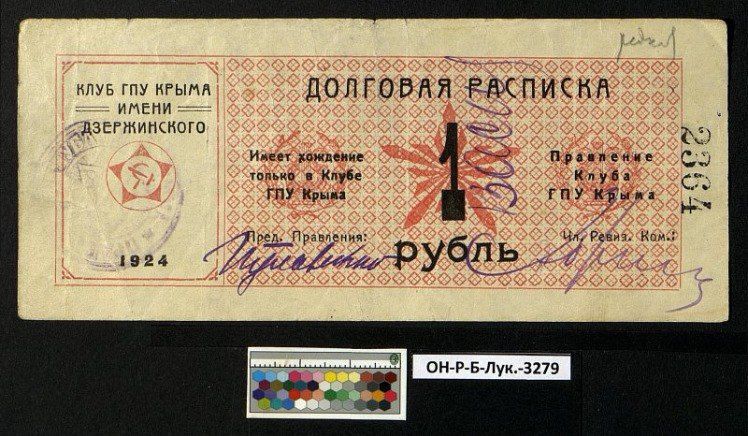 КЛУБ ГПУ КРЫМА
ИМЕНИ
ДЗЕРЖИНСКОГО
1924
ДОЛГОВАЯ РАСПИСКА
Имеет хождение
только в Клубе
ГПУ Крыма
1
рубль
Правление
Клуба
ГПУ Крыма
Пред. Правления:
Чл. Ревиз. Ком.:
2364
ОН-Р-Б-Лук.-3279